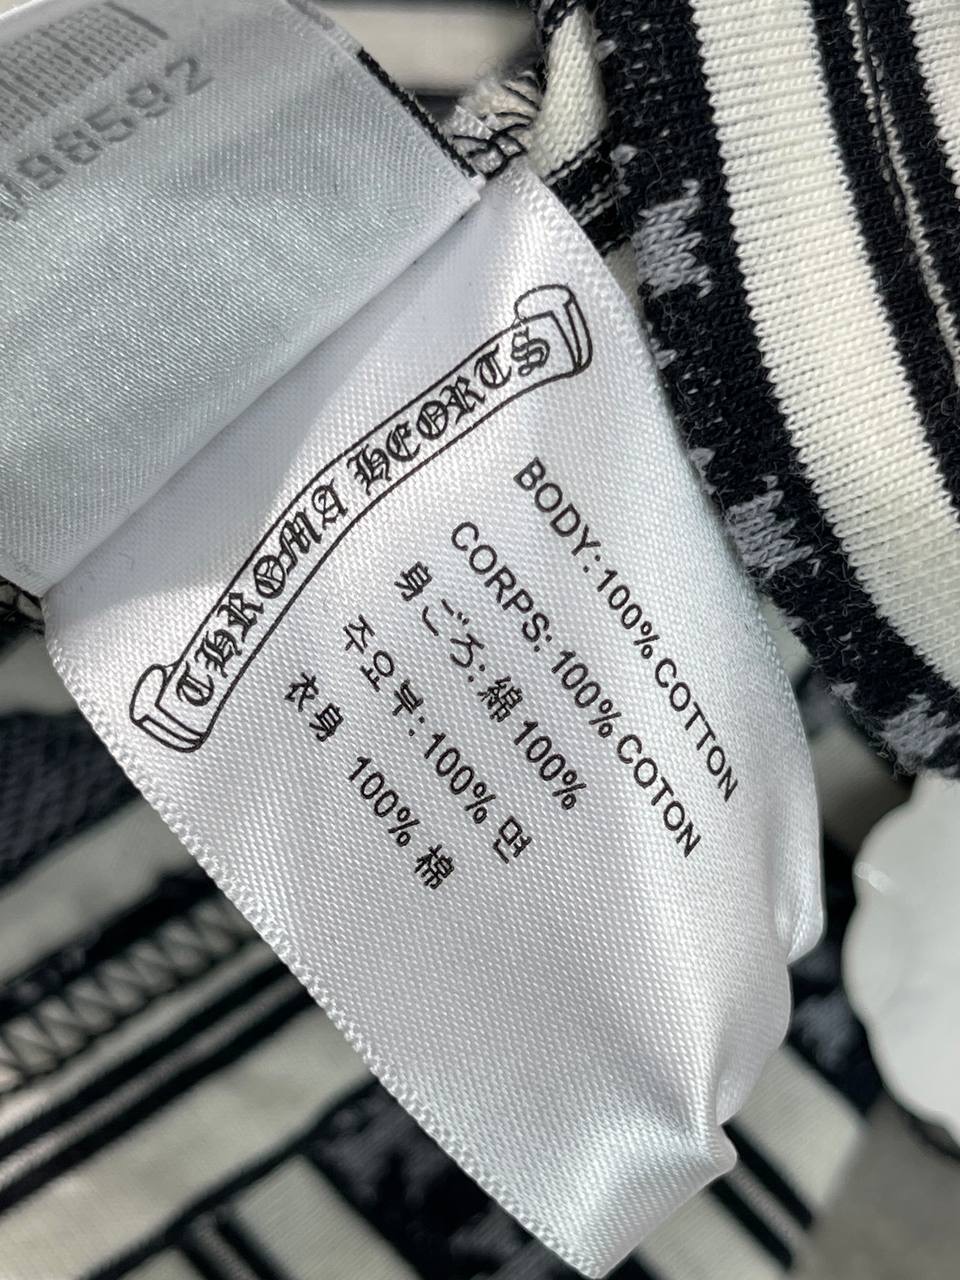 98592
THROMA HEORTS
BODY: 100% COTTON
CORPS: 100% COTON
身ごろ: 綿 100%
주요부: 100% 면
衣身 100% 棉